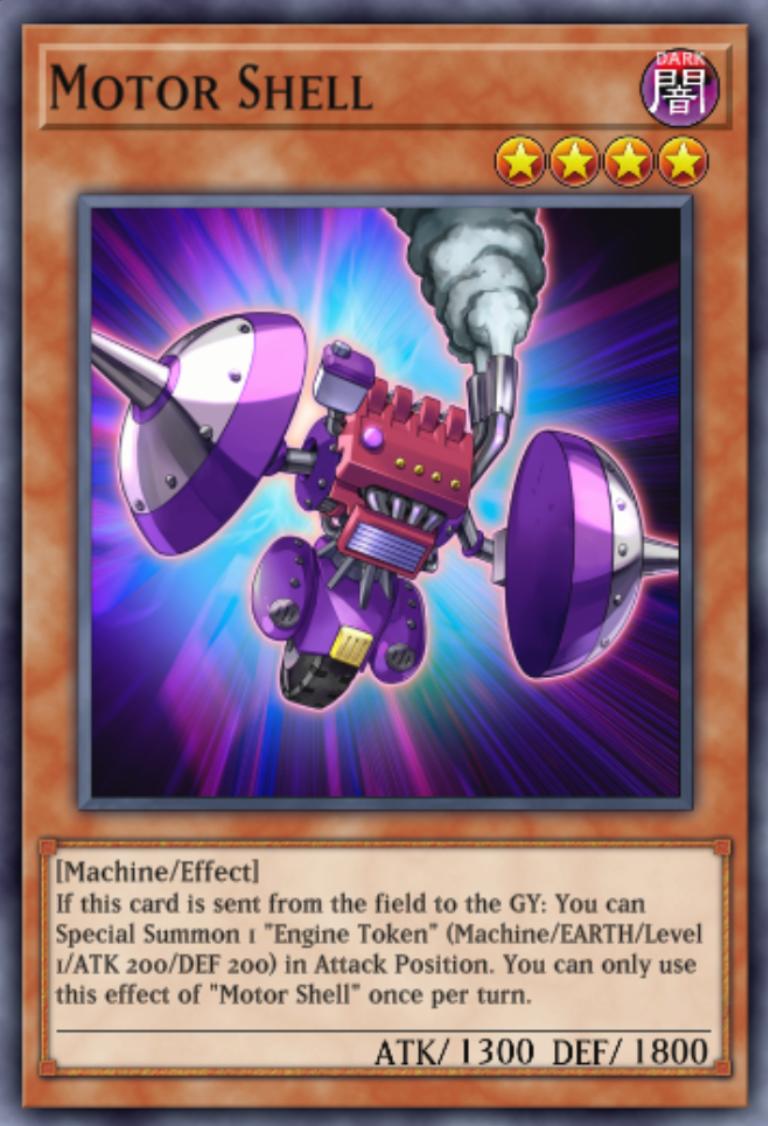 MOTOR SHELL
DARK
闇
[Machine/Effect]
If this card is sent from the field to the GY: You can
Special Summon 1 "Engine Token" (Machine/EARTH/Level
1/ATK 200/DEF 200) in Attack Position. You can only use
this effect of "Motor Shell" once per turn.
ATK/ 1300 DEF/ 1800